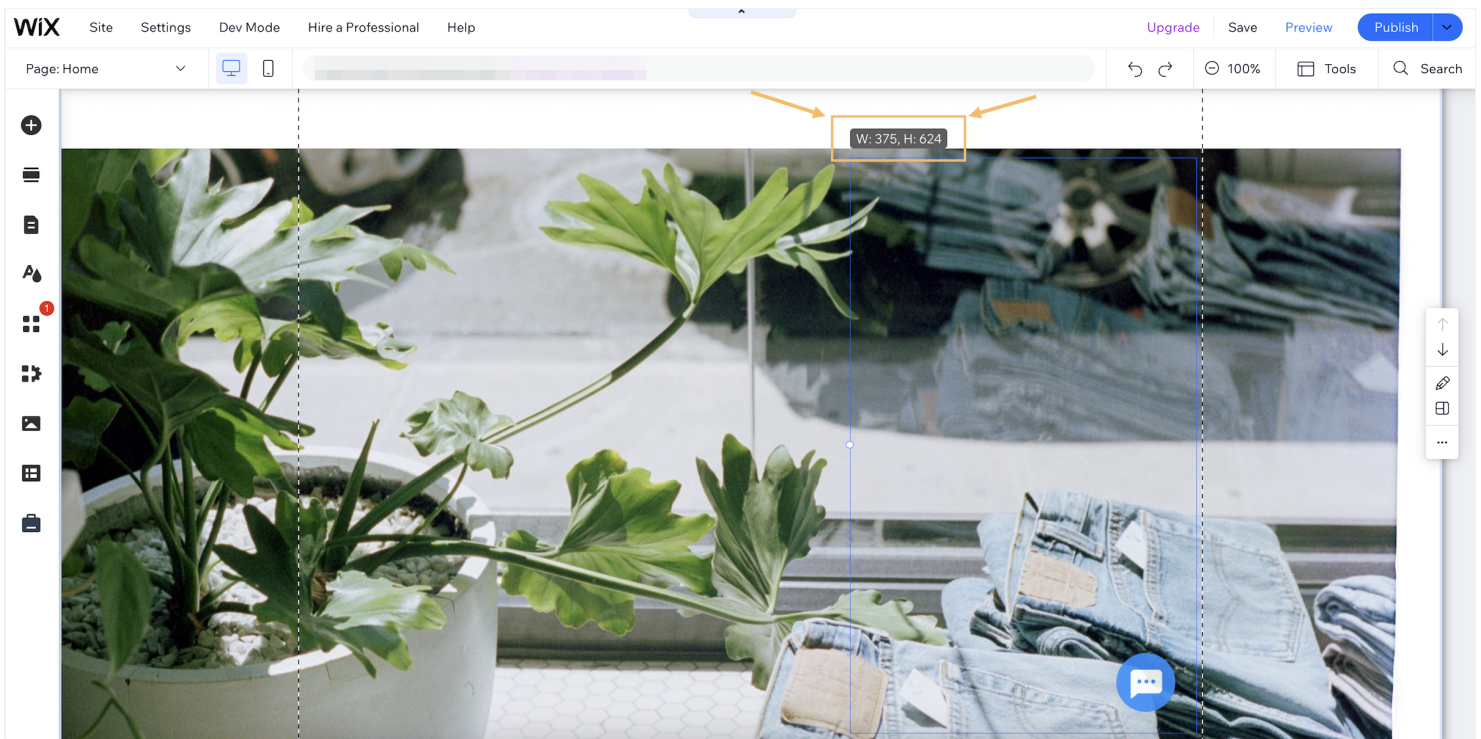 WiX Site Settings Dev Mode Hire a Professional Help Upgrade Save Preview Publish
Page: Home 100% Tools Search
W: 375, H: 624
1